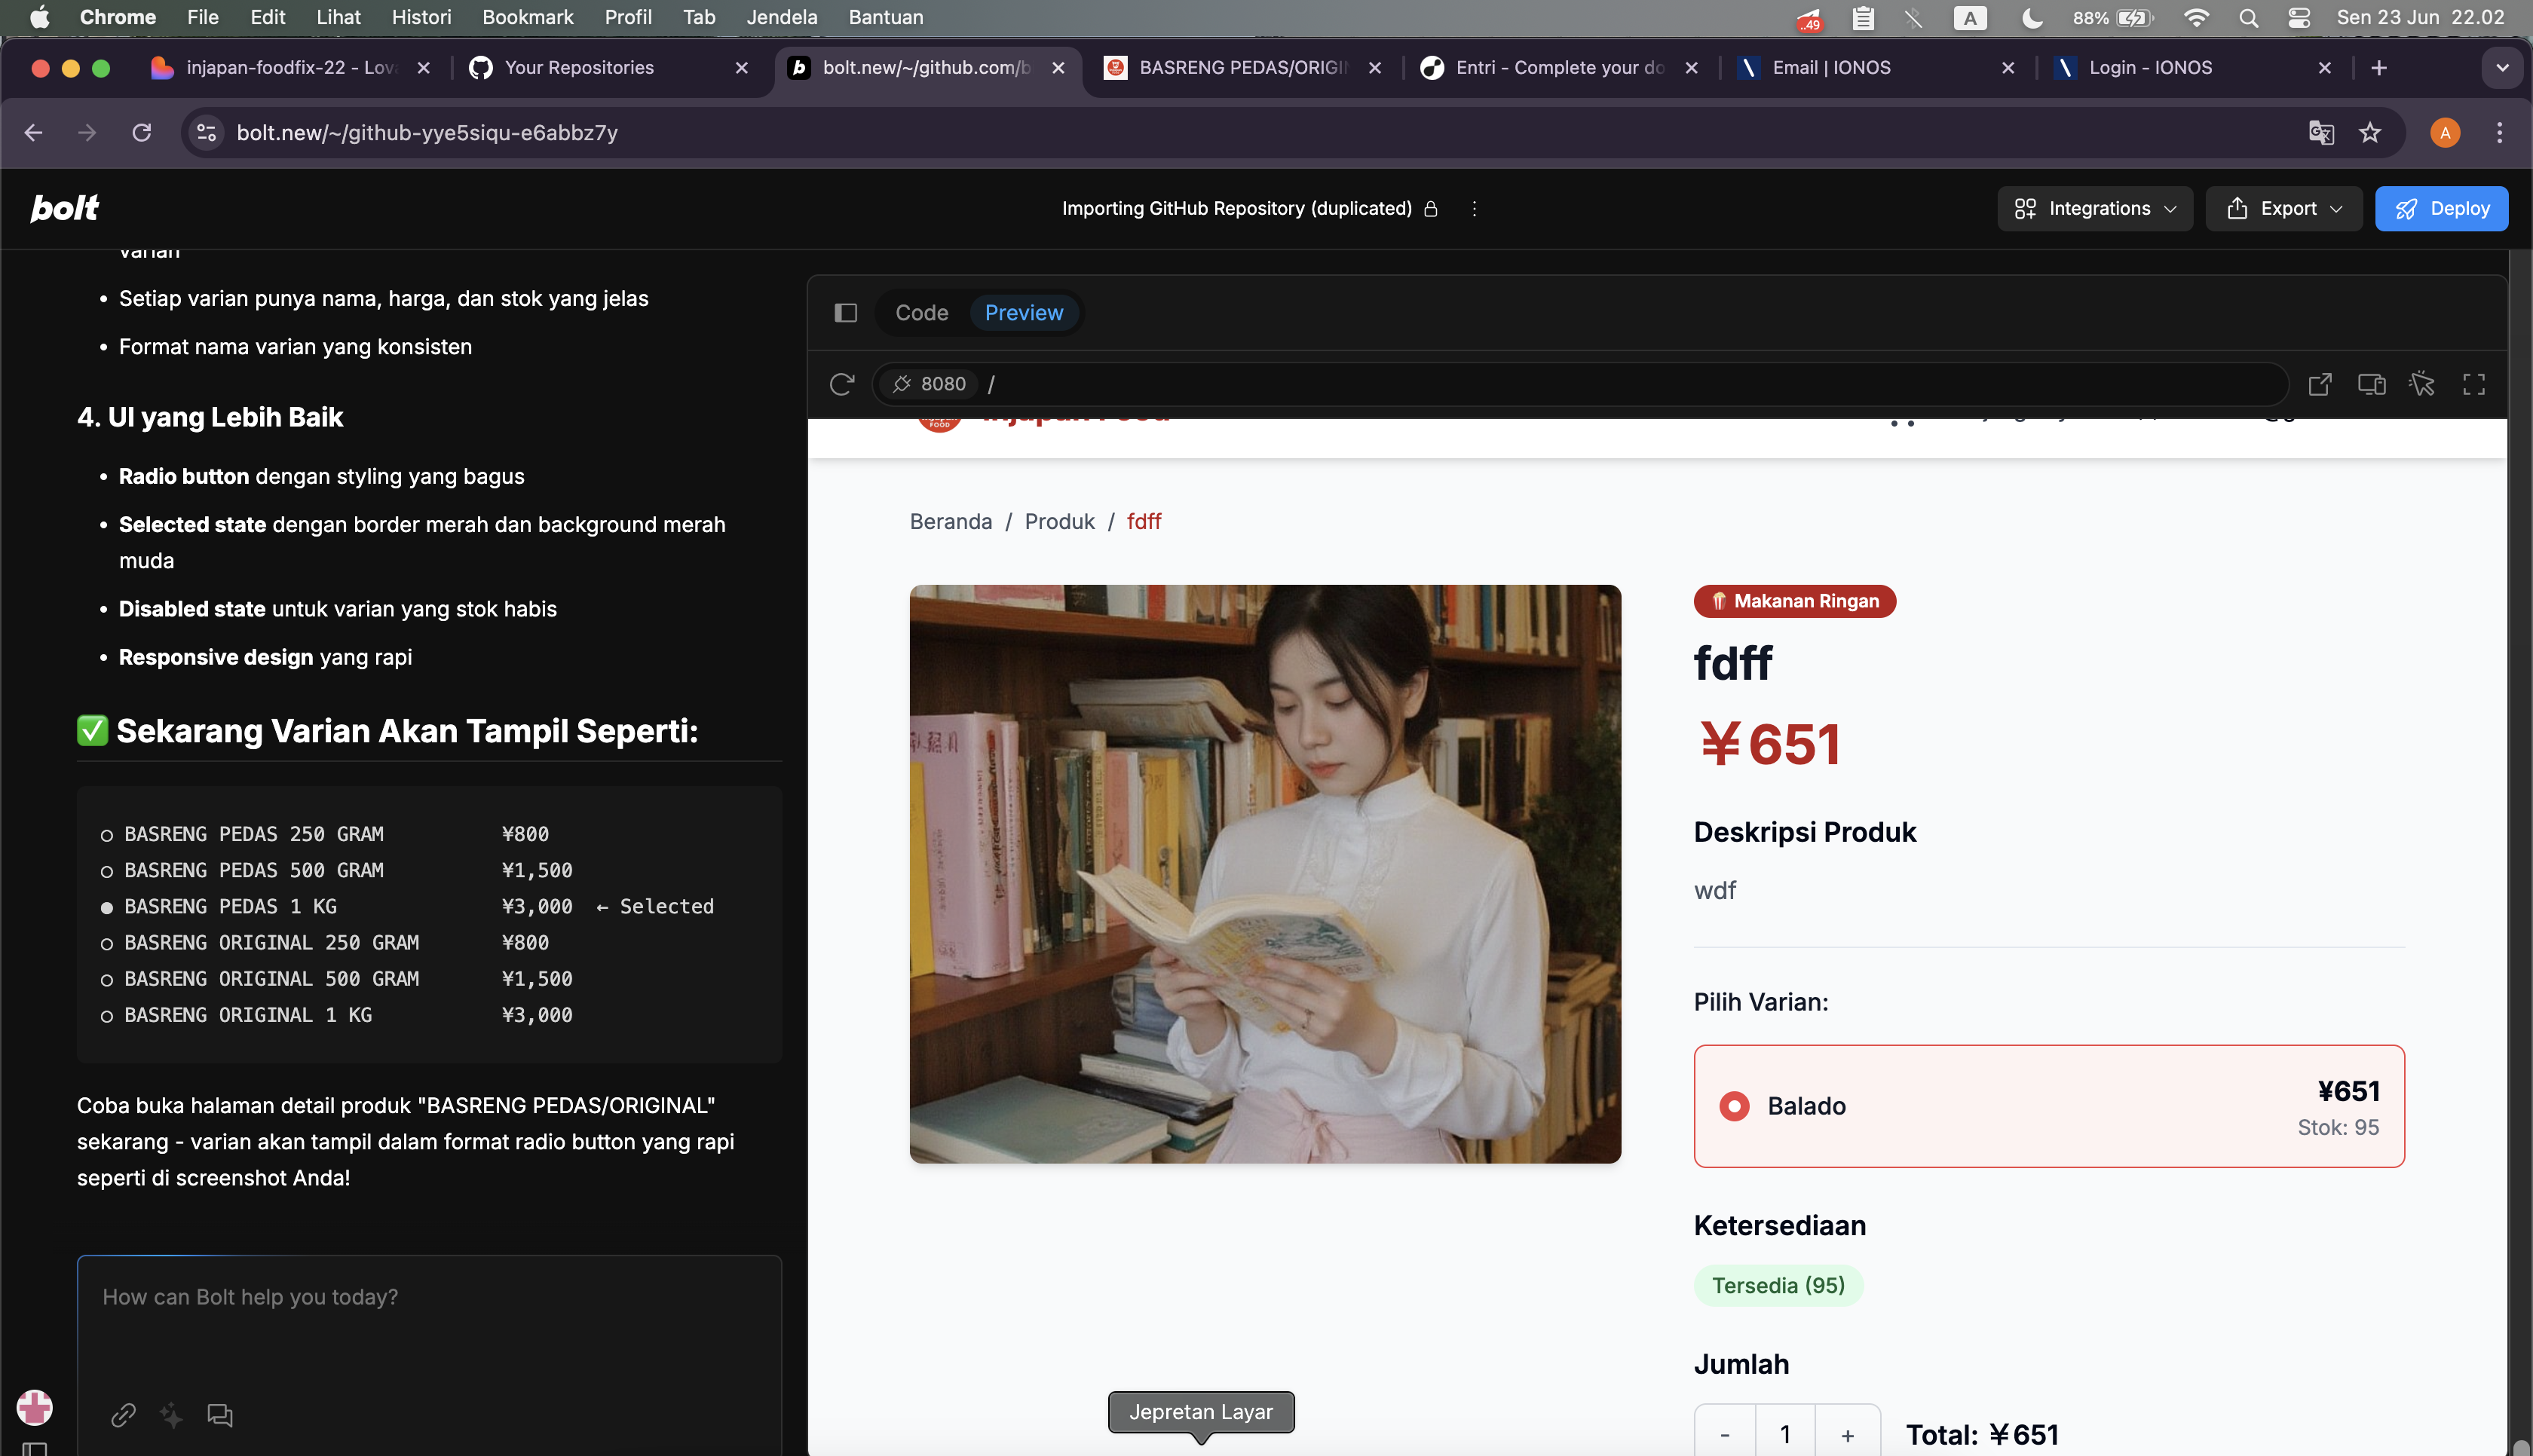 Chrome File Edit Lihat Histori Bookmark Profil Tab Jendela Bantuan
..49 A 88% Sen 23 Jun 22.02
injapan-foodfix-22 - Lov
Your Repositories
bolt.new/~/github.com/b
BASRENG PEDAS/ORIGI
Entri - Complete your do
Email | IONOS
Login - IONOS
bolt.new/~/github-yye5siqu-e6abbz7y
A
bolt
Importing GitHub Repository (duplicated)
Integrations
Export
Deploy
varian
• Setiap varian punya nama, harga, dan stok yang jelas
• Format nama varian yang konsisten
4. UI yang Lebih Baik
• Radio button dengan styling yang bagus
• Selected state dengan border merah dan background merah
muda
• Disabled state untuk varian yang stok habis
• Responsive design yang rapi
✅ Sekarang Varian Akan Tampil Seperti:
○ BASRENG PEDAS 250 GRAM ¥800
○ BASRENG PEDAS 500 GRAM ¥1,500
● BASRENG PEDAS 1 KG ¥3,000 ← Selected
○ BASRENG ORIGINAL 250 GRAM ¥800
○ BASRENG ORIGINAL 500 GRAM ¥1,500
○ BASRENG ORIGINAL 1 KG ¥3,000
Coba buka halaman detail produk "BASRENG PEDAS/ORIGINAL"
sekarang - varian akan tampil dalam format radio button yang rapi
seperti di screenshot Anda!
How can Bolt help you today?
Code Preview
8080 /
FOOD
Injapan Food
Beranda / Produk / fdff
🍿 Makanan Ringan
fdff
￥651
Deskripsi Produk
wdf
Pilih Varian:
Balado
¥651
Stok: 95
Ketersediaan
Tersedia (95)
Jumlah
- 1 + Total: ￥651
Jepretan Layar